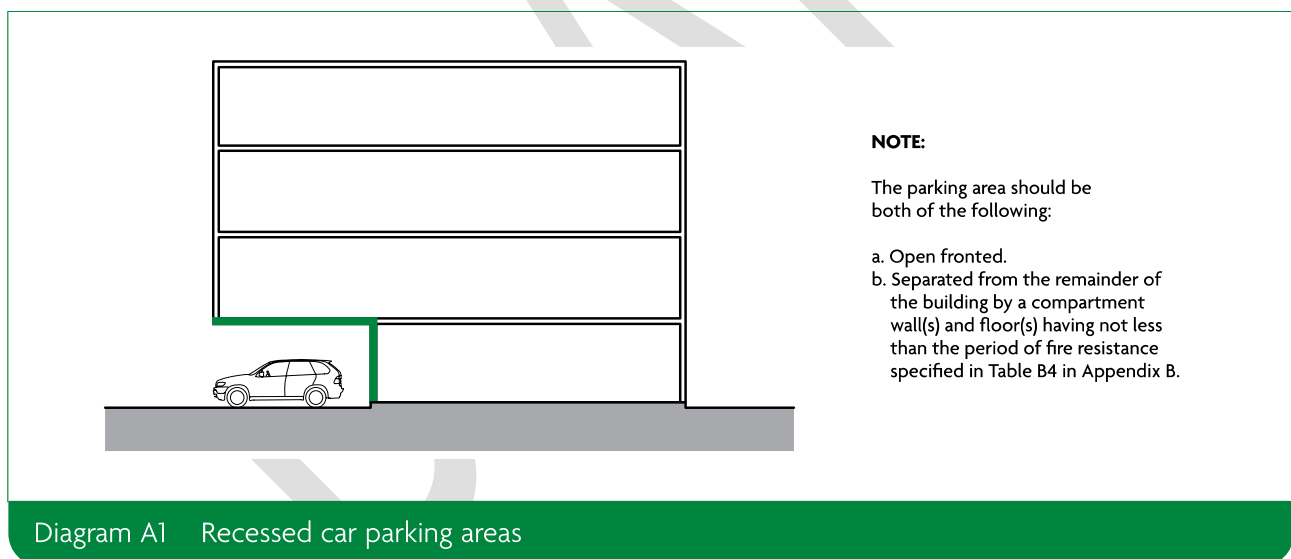 NOTE:
The parking area should be
both of the following:
a. Open fronted.
b. Separated from the remainder of
the building by a compartment
wall(s) and floor(s) having not less
than the period of fire resistance
specified in Table B4 in Appendix B.
Diagram A1 Recessed car parking areas